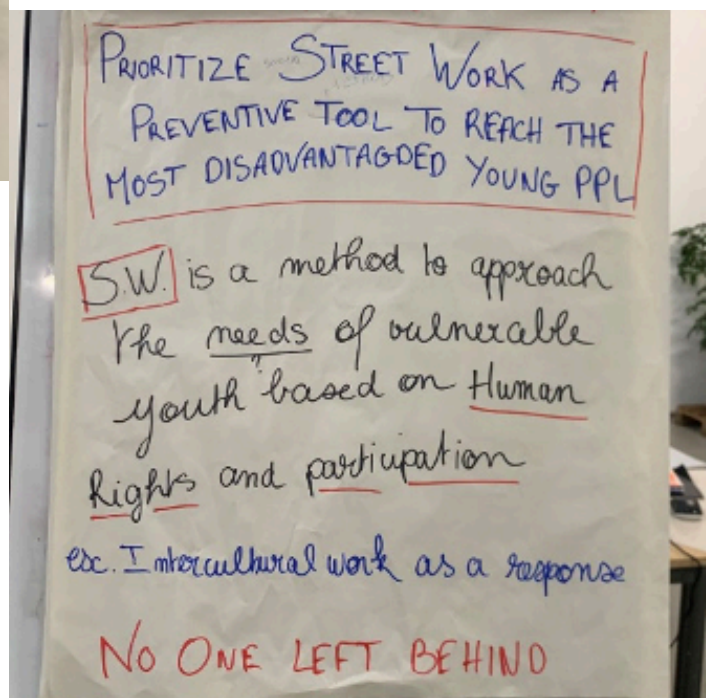 PRIORITIZE STREET WORK AS A
PREVENTIVE TOOL TO REACH THE
MOST DISADVANTAGDED YOUNG PPL
S.W. is a method to approach
the needs of vulnerable
youth based on Human
Rights and participation
esc. Intercultural work as a response
NO ONE LEFT BEHIND